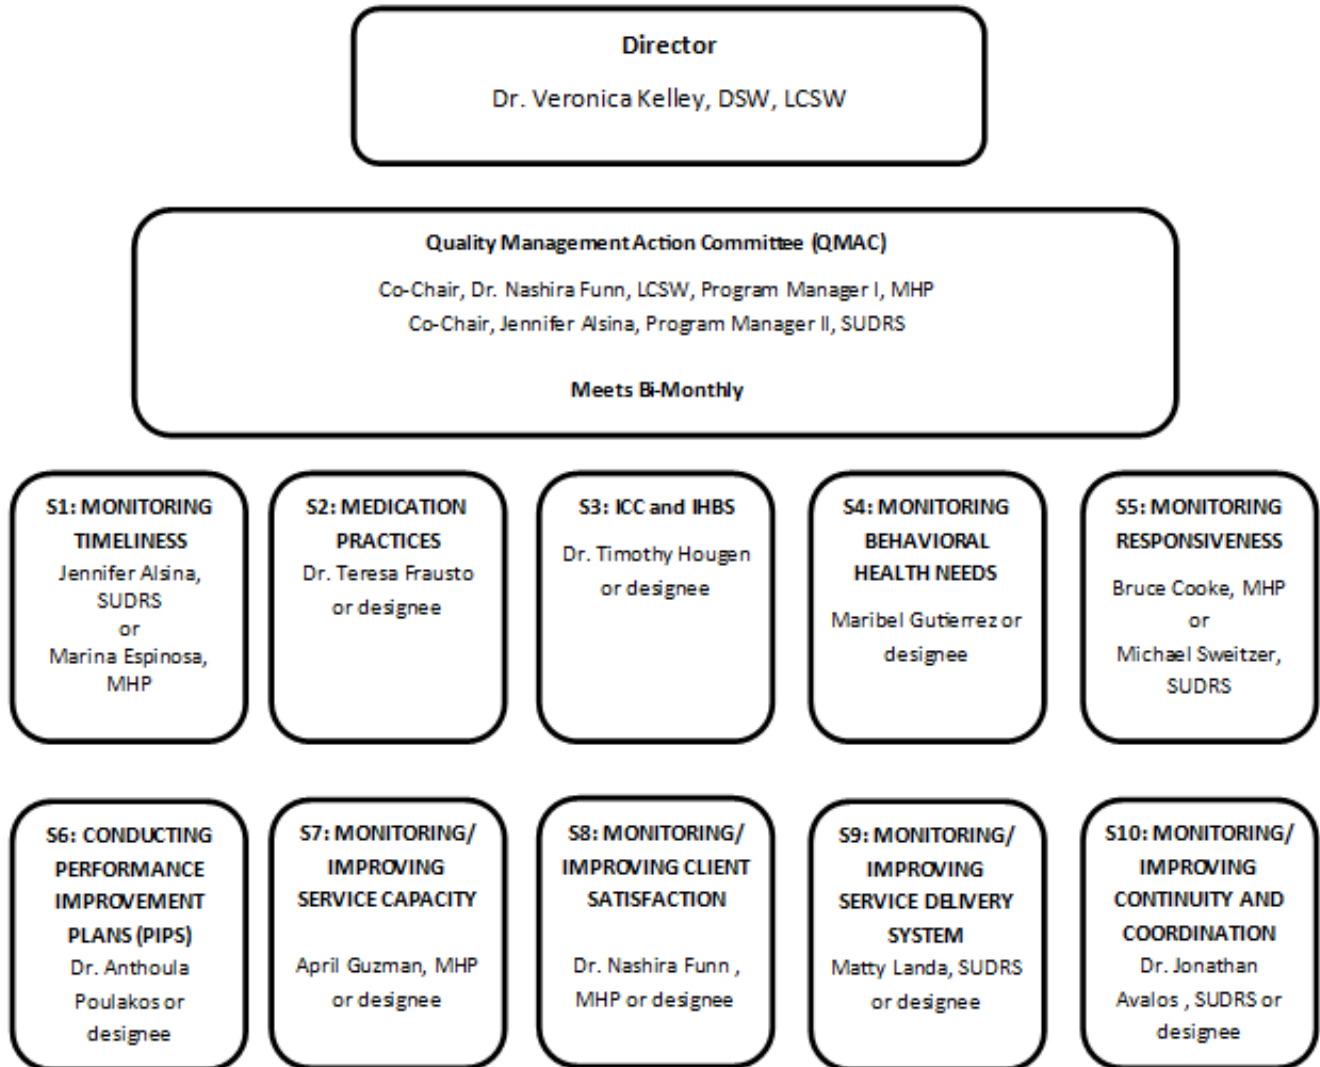 Director
Dr. Veronica Kelley, DSW, LCSW
Quality Management Action Committee (QMAC)
Co-Chair, Dr. Nashira Funn, LCSW, Program Manager I, MHP
Co-Chair, Jennifer Alsina, Program Manager II, SUDRS
Meets Bi-Monthly
S1: MONITORING
TIMELINESS
Jennifer Alsina,
SUDRS
or
Marina Espinosa,
MHP
S2: MEDICATION
PRACTICES
Dr. Teresa Frausto
or designee
S3: ICC and IHBS
Dr. Timothy Hougen
or designee
S4: MONITORING
BEHAVIORAL
HEALTH NEEDS
Maribel Gutierrez or
designee
S5: MONITORING
RESPONSIVENESS
Bruce Cooke, MHP
or
Michael Sweitzer,
SUDRS
S6: CONDUCTING
PERFORMANCE
IMPROVEMENT
PLANS (PIPS)
Dr. Anthoula
Poulakos or
designee
S7: MONITORING/
IMPROVING
SERVICE CAPACITY
April Guzman, MHP
or designee
S8: MONITORING/
IMPROVING CLIENT
SATISFACTION
Dr. Nashira Funn ,
MHP or designee
S9: MONITORING/
IMPROVING
SERVICE DELIVERY
SYSTEM
Matty Landa, SUDRS
or designee
S10: MONITORING/
IMPROVING
CONTINUITY AND
COORDINATION
Dr. Jonathan
Avalos , SUDRS or
designee